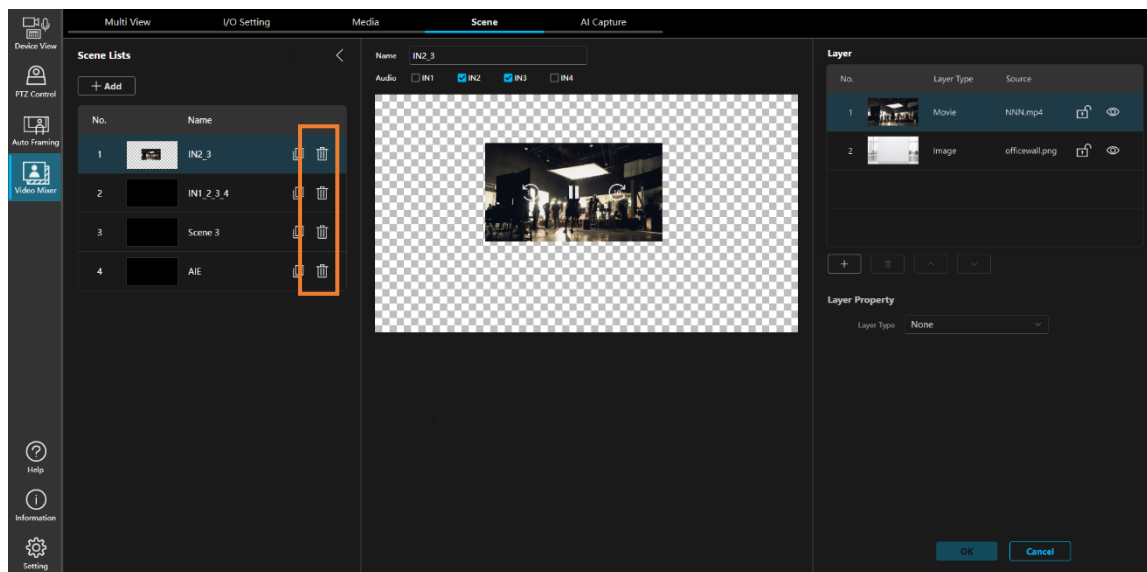 Multi View I/O Setting Media Scene AI Capture
Device View
PTZ Control
Auto Framing
Video Mixer
Help
Information
Setting
Scene Lists
Add
No. Name
1 IN2_3
2 IN1_2_3_4
3 Scene 3
4 AIE
Name IN2_3
Audio IN1 IN2 IN3 IN4
Layer
No. Layer Type Source
1 Movie NNN.mp4
2 Image officewall.png
Layer Property
Layer Type None
OK Cancel